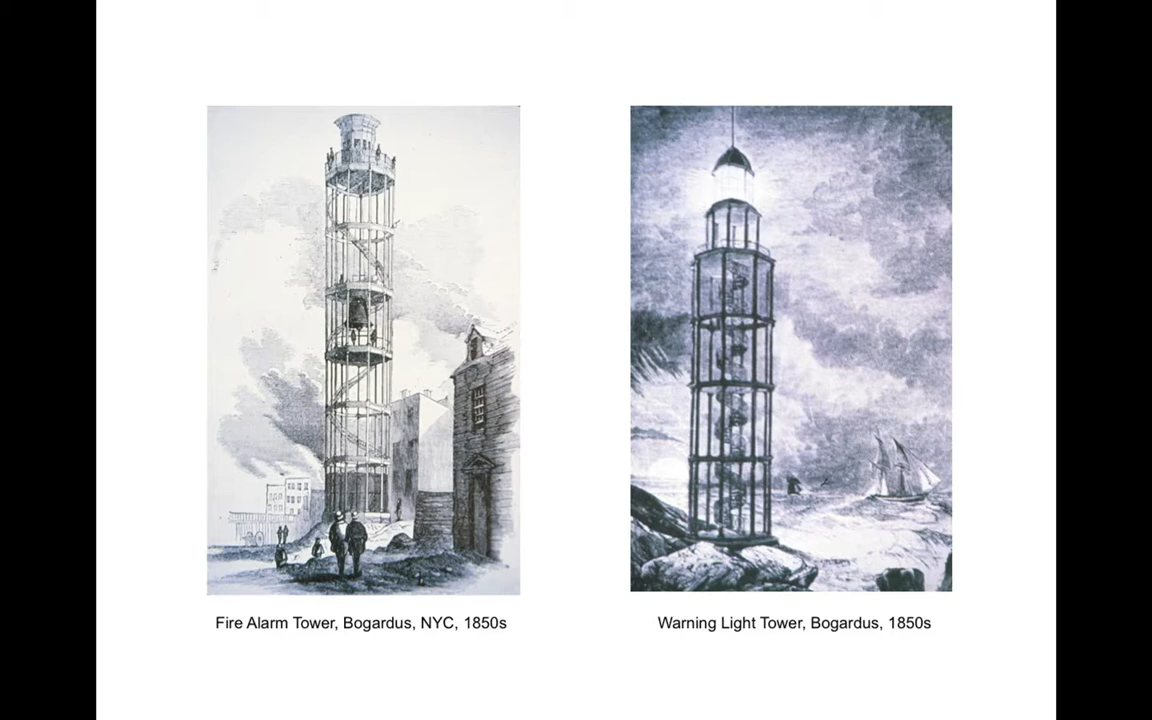 Fire Alarm Tower, Bogardus, NYC, 1850s
Warning Light Tower, Bogardus, 1850s